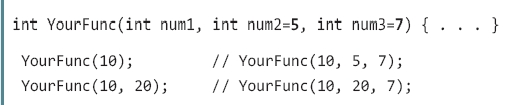 int YourFunc(int num1, int num2=5, int num3=7) { . . . }
YourFunc(10); // YourFunc(10, 5, 7);
YourFunc(10, 20); // YourFunc(10, 20, 7);